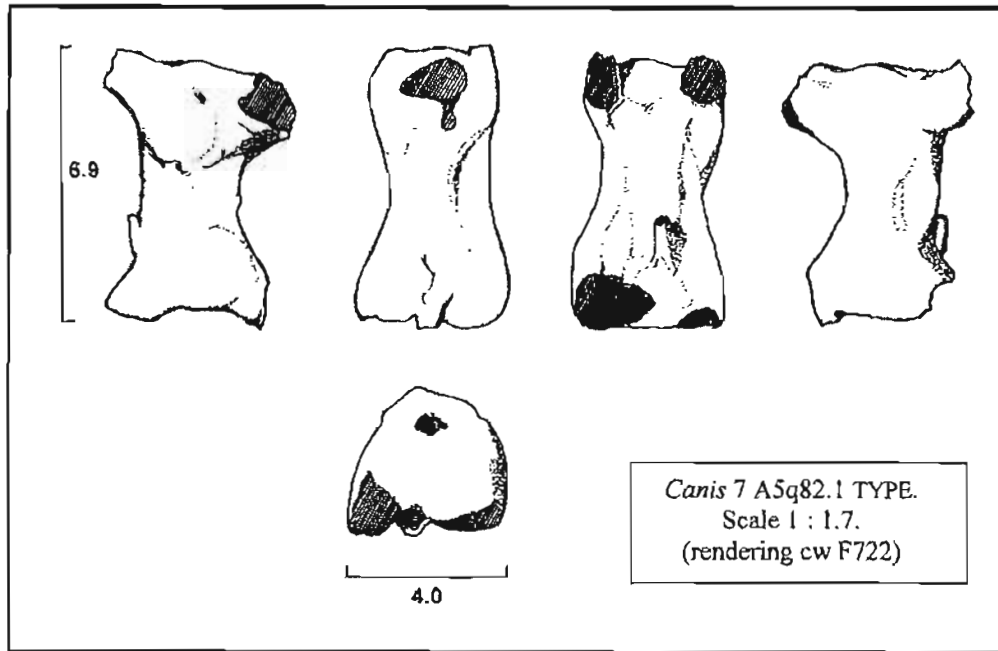 6.9
4.0
Canis 7 A5q82.1 TYPE.
Scale 1 : 1.7.
(rendering cw F722)